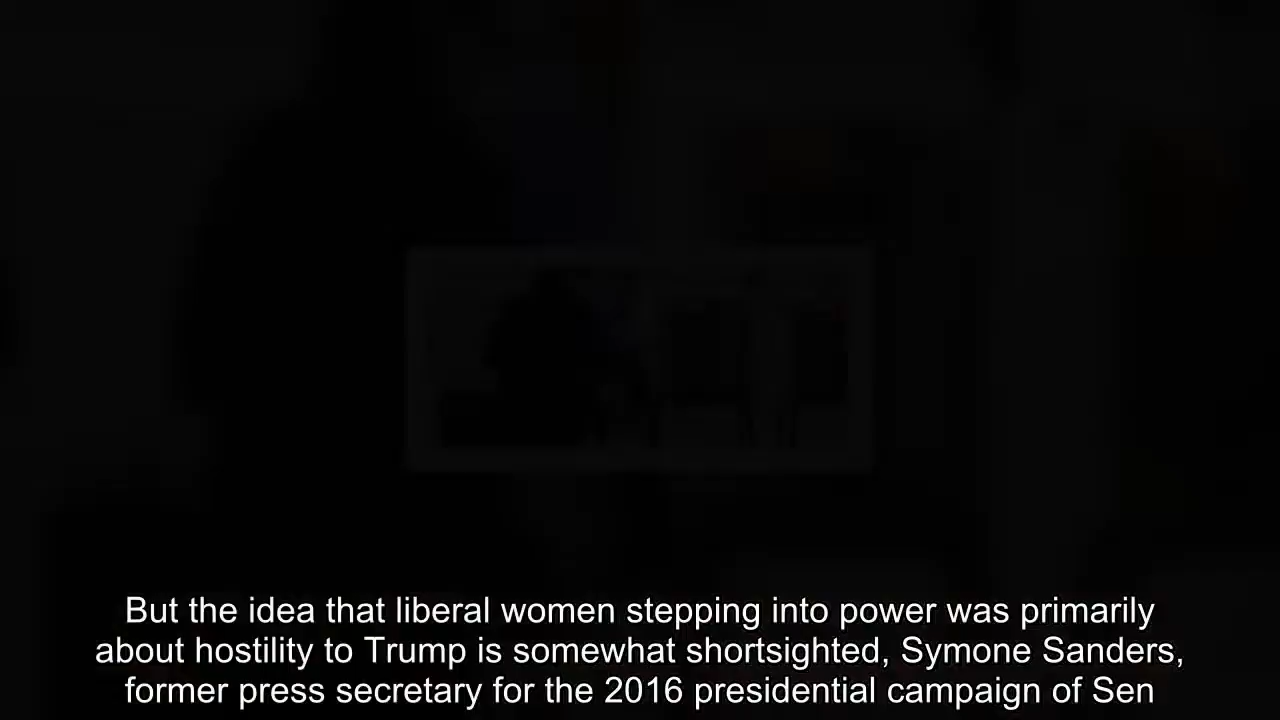 But the idea that liberal women stepping into power was primarily
about hostility to Trump is somewhat shortsighted, Symone Sanders,
former press secretary for the 2016 presidential campaign of Sen